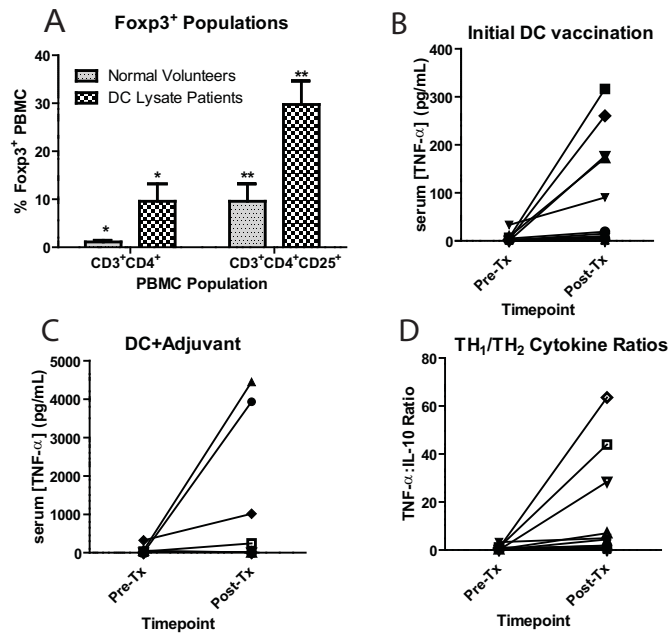 A
Foxp3⁺ Populations
Normal Volunteers
DC Lysate Patients
% Foxp3⁺ PBMC
40
30
20
10
0
*
*
**
**
CD3⁺CD4⁺
CD3⁺CD4⁺CD25⁺
PBMC Population
B
Initial DC vaccination
serum [TNF-α] (pg/mL)
400
300
200
100
0
Pre-Tx
Post-Tx
Timepoint
C
DC+Adjuvant
serum [TNF-α] (pg/mL)
5000
4000
3000
2000
1000
0
Pre-Tx
Post-Tx
Timepoint
D
TH₁/TH₂ Cytokine Ratios
TNF-α:IL-10 Ratio
80
60
40
20
0
Pre-Tx
Post-Tx
Timepoint